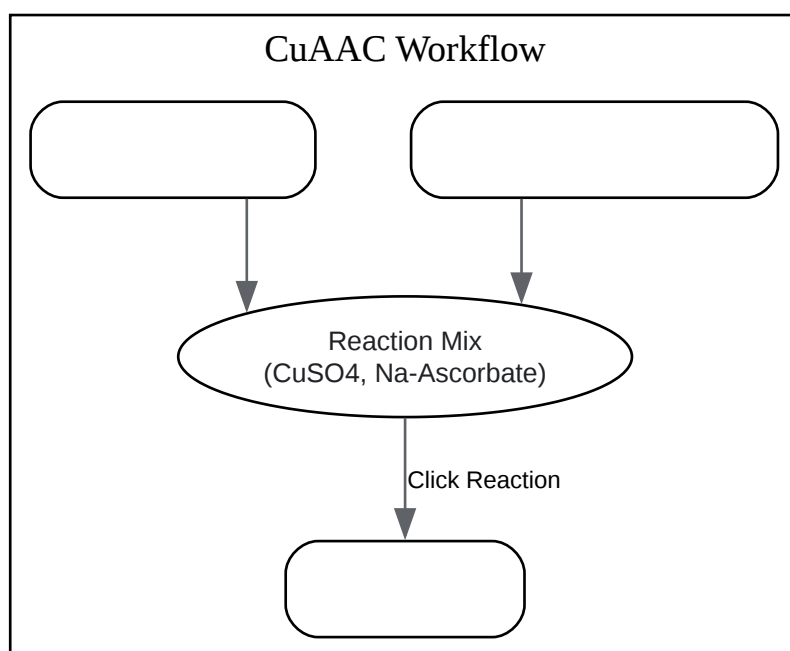 CuAAC Workflow
Reaction Mix
(CuSO4, Na-Ascorbate)
Click Reaction